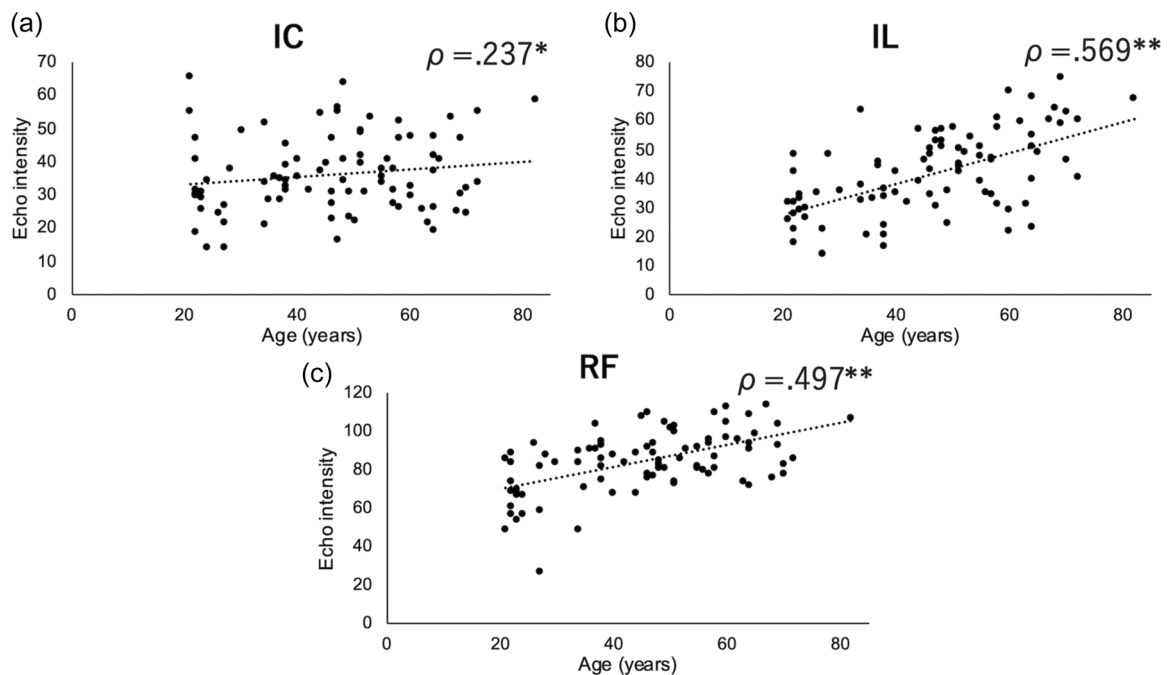 (a)
IC
ρ =.237*
Echo intensity
70
60
50
40
30
20
10
0
0 20 40 60 80
Age (years)
(b)
IL
ρ =.569**
Echo intensity
80
70
60
50
40
30
20
10
0
0 20 40 60 80
Age (years)
(c)
RF
ρ =.497**
Echo intensity
120
100
80
60
40
20
0
0 20 40 60 80
Age (years)